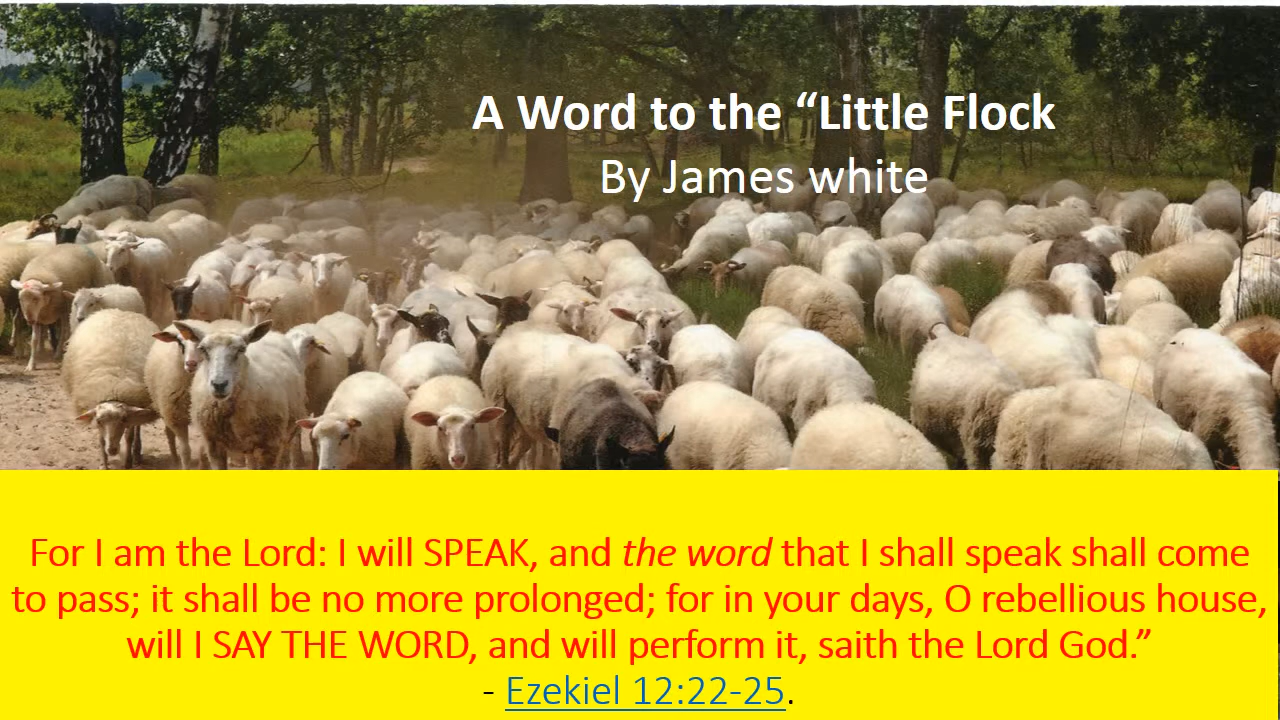 A Word to the “Little Flock
By James white
For I am the Lord: I will SPEAK, and the word that I shall speak shall come
to pass; it shall be no more prolonged; for in your days, O rebellious house,
will I SAY THE WORD, and will perform it, saith the Lord God.”
- Ezekiel 12:22-25.